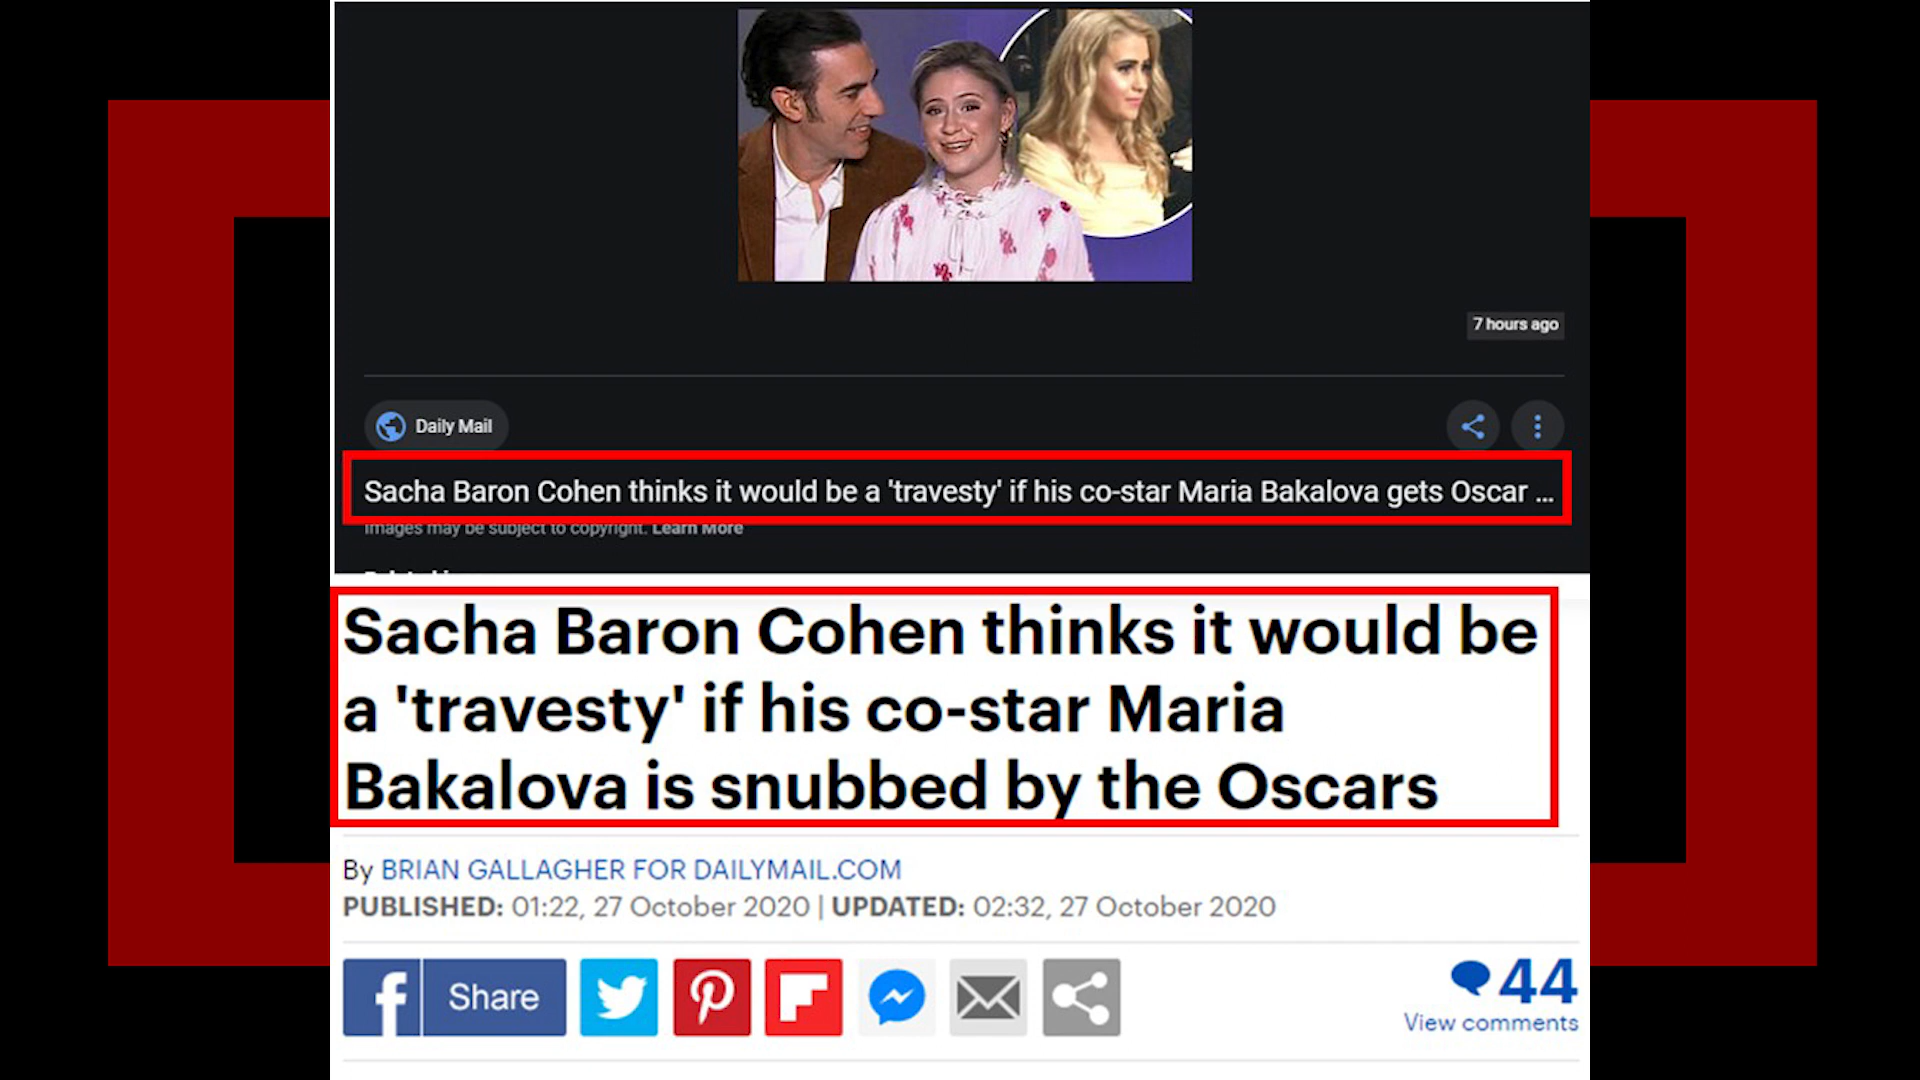 7 hours ago
Daily Mail
Sacha Baron Cohen thinks it would be a 'travesty' if his co-star Maria Bakalova gets Oscar ...
Images may be subject to copyright. Learn More
Sacha Baron Cohen thinks it would be
a 'travesty' if his co-star Maria
Bakalova is snubbed by the Oscars
By BRIAN GALLAGHER FOR DAILYMAIL.COM
PUBLISHED: 01:22, 27 October 2020 | UPDATED: 02:32, 27 October 2020
f Share
44
View comments